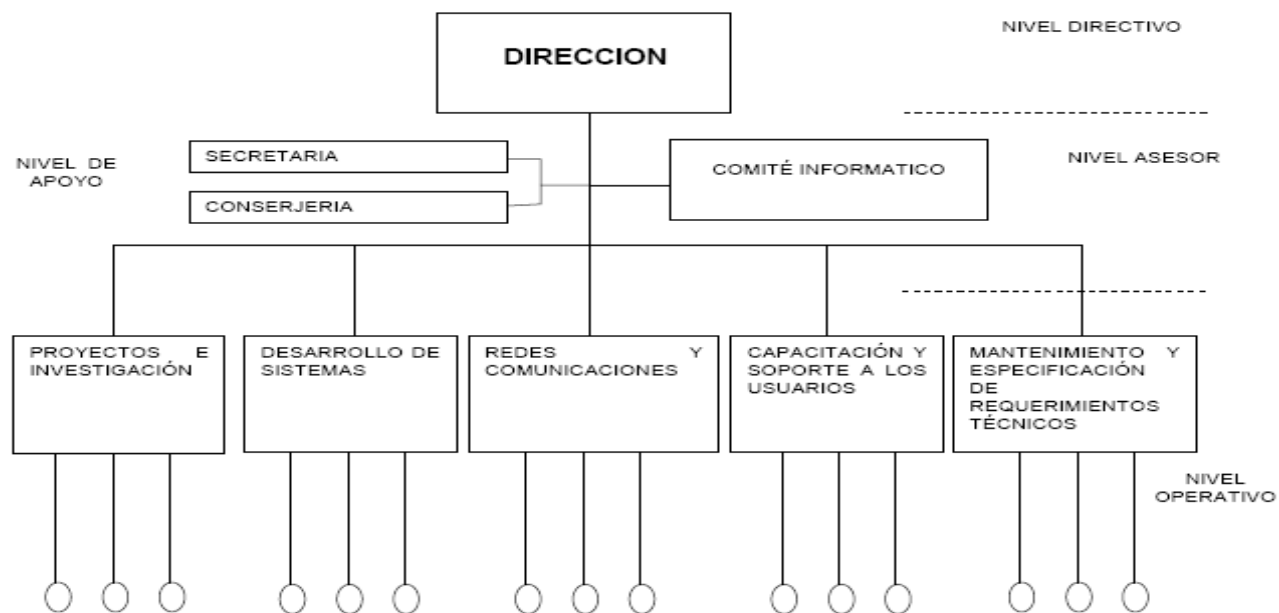 NIVEL DIRECTIVO
DIRECCION
NIVEL DE
APOYO
SECRETARIA
CONSERJERIA
COMITÉ INFORMATICO
NIVEL ASESOR
PROYECTOS E
INVESTIGACIÓN
DESARROLLO DE
SISTEMAS
REDES Y
COMUNICACIONES
CAPACITACIÓN Y
SOPORTE A LOS
USUARIOS
MANTENIMIENTO Y
ESPECIFICACIÓN
DE
REQUERIMIENTOS
TÉCNICOS
NIVEL
OPERATIVO